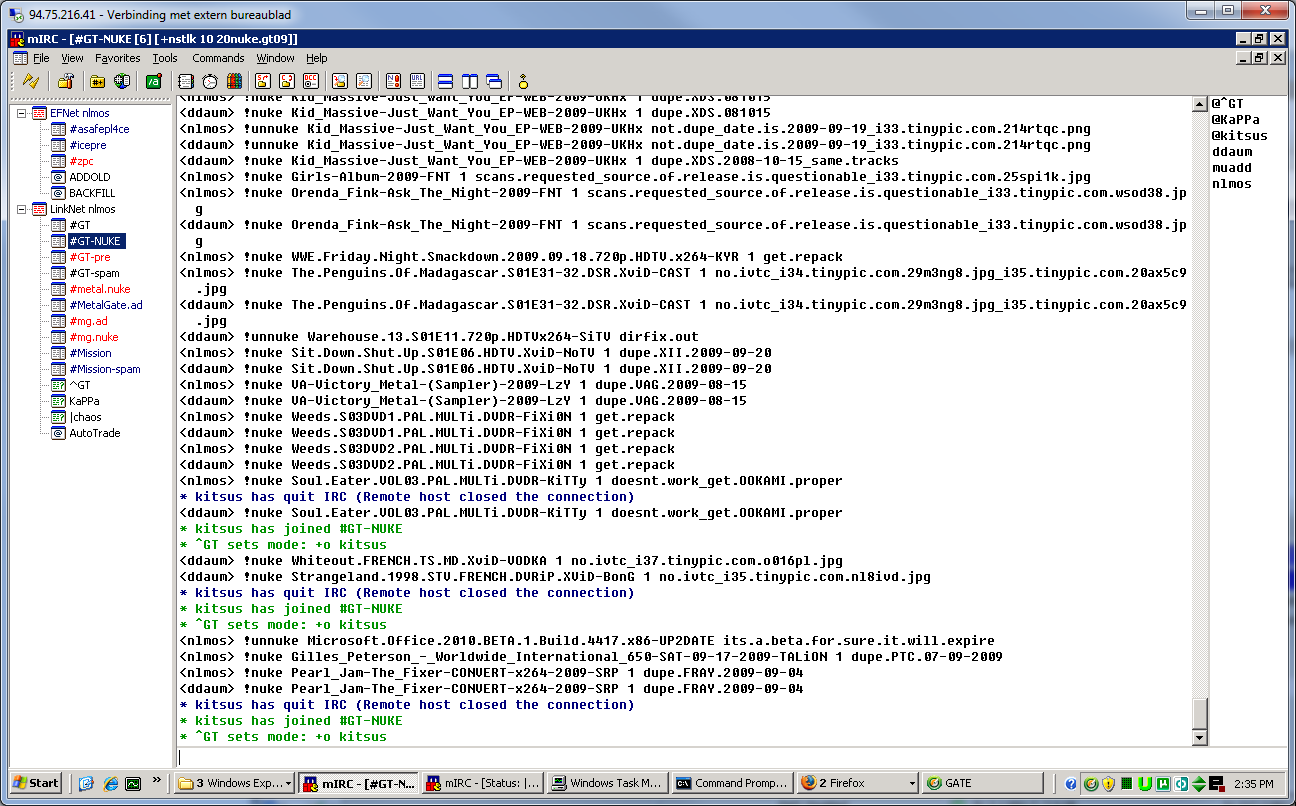 94.75.216.41 - Verbinding met extern bureaublad
mIRC - [#GT-NUKE [6] [+nstlk 10 20nuke.gt09]]
File View Favorites Tools Commands Window Help
EFNet nlmos
#asafepl4ce
#icepre
#zpc
ADDOLD
BACKFILL
LinkNet nlmos
#GT
#GT-NUKE
#GT-pre
#GT-spam
#metal.nuke
#MetalGate.ad
#mg.ad
#mg.nuke
#Mission
#Mission-spam
^GT
KaPPa
|chaos
AutoTrade
<nlmos> !nuke Kid_Massive-Just_Want_You_EP-WEB-2009-UKHx 1 dupe.XDS.081015
<ddaum> !nuke Kid_Massive-Just_Want_You_EP-WEB-2009-UKHx 1 dupe.XDS.081015
<nlmos> !unnuke Kid_Massive-Just_Want_You_EP-WEB-2009-UKHx not.dupe_date.is.2009-09-19_i33.tinypic.com.214rtqc.png
<ddaum> !unnuke Kid_Massive-Just_Want_You_EP-WEB-2009-UKHx not.dupe_date.is.2009-09-19_i33.tinypic.com.214rtqc.png
<ddaum> !nuke Kid_Massive-Just_Want_You_EP-WEB-2009-UKHx 1 dupe.XDS.2008-10-15_same.tracks
<nlmos> !nuke Girls-Album-2009-FNT 1 scans.requested_source.of.release.is.questionable_i33.tinypic.com.25spi1k.jpg
<nlmos> !nuke Orenda_Fink-Ask_The_Night-2009-FNT 1 scans.requested_source.of.release.is.questionable_i33.tinypic.com.wsod38.jp
g
<ddaum> !nuke Orenda_Fink-Ask_The_Night-2009-FNT 1 scans.requested_source.of.release.is.questionable_i33.tinypic.com.wsod38.jp
g
<nlmos> !nuke WWE.Friday.Night.Smackdown.2009.09.18.720p.HDTV.x264-KYR 1 get.repack
<nlmos> !nuke The.Penguins.Of.Madagascar.S01E31-32.DSR.XviD-CAST 1 no.ivtc_i34.tinypic.com.29m3ng8.jpg_i35.tinypic.com.20ax5c9
.jpg
<ddaum> !nuke The.Penguins.Of.Madagascar.S01E31-32.DSR.XviD-CAST 1 no.ivtc_i34.tinypic.com.29m3ng8.jpg_i35.tinypic.com.20ax5c9
.jpg
<ddaum> !unnuke Warehouse.13.S01E11.720p.HDTVx264-SiTV dirfix.out
<nlmos> !nuke Sit.Down.Shut.Up.S01E06.HDTV.XviD-NoTV 1 dupe.XII.2009-09-20
<ddaum> !nuke Sit.Down.Shut.Up.S01E06.HDTV.XviD-NoTV 1 dupe.XII.2009-09-20
<nlmos> !nuke VA-Victory_Metal-(Sampler)-2009-LzY 1 dupe.VAG.2009-08-15
<ddaum> !nuke VA-Victory_Metal-(Sampler)-2009-LzY 1 dupe.VAG.2009-08-15
<nlmos> !nuke Weeds.S03DVD1.PAL.MULTi.DVDR-FiXi0N 1 get.repack
<ddaum> !nuke Weeds.S03DVD1.PAL.MULTi.DVDR-FiXi0N 1 get.repack
<nlmos> !nuke Weeds.S03DVD2.PAL.MULTi.DVDR-FiXi0N 1 get.repack
<ddaum> !nuke Weeds.S03DVD2.PAL.MULTi.DVDR-FiXi0N 1 get.repack
<nlmos> !nuke Soul.Eater.VOL03.PAL.MULTi.DVDR-KiTTy 1 doesnt.work_get.OOKAMI.proper
* kitsus has quit IRC (Remote host closed the connection)
<ddaum> !nuke Soul.Eater.VOL03.PAL.MULTi.DVDR-KiTTy 1 doesnt.work_get.OOKAMI.proper
* kitsus has joined #GT-NUKE
* ^GT sets mode: +o kitsus
<ddaum> !nuke Whiteout.FRENCH.TS.MD.XviD-VODKA 1 no.ivtc_i37.tinypic.com.o016pl.jpg
<ddaum> !nuke Strangeland.1998.STV.FRENCH.DVRiP.XViD-BonG 1 no.ivtc_i35.tinypic.com.nl8ivd.jpg
* kitsus has quit IRC (Remote host closed the connection)
* kitsus has joined #GT-NUKE
* ^GT sets mode: +o kitsus
<nlmos> !unnuke Microsoft.Office.2010.BETA.1.Build.4417.x86-UP2DATE its.a.beta.for.sure.it.will.expire
<nlmos> !nuke Gilles_Peterson_-_Worldwide_International_650-SAT-09-17-2009-TALiON 1 dupe.PTC.07-09-2009
<nlmos> !nuke Pearl_Jam-The_Fixer-CONVERT-x264-2009-SRP 1 dupe.FRAY.2009-09-04
<ddaum> !nuke Pearl_Jam-The_Fixer-CONVERT-x264-2009-SRP 1 dupe.FRAY.2009-09-04
* kitsus has quit IRC (Remote host closed the connection)
* kitsus has joined #GT-NUKE
* ^GT sets mode: +o kitsus
@^GT
@KaPPa
@kitsus
ddaum
muadd
nlmos
Start
3 Windows Exp...
mIRC - [#GT-N...
mIRC - [Status: |...
Windows Task M...
Command Promp...
2 Firefox
GATE
2:35 PM